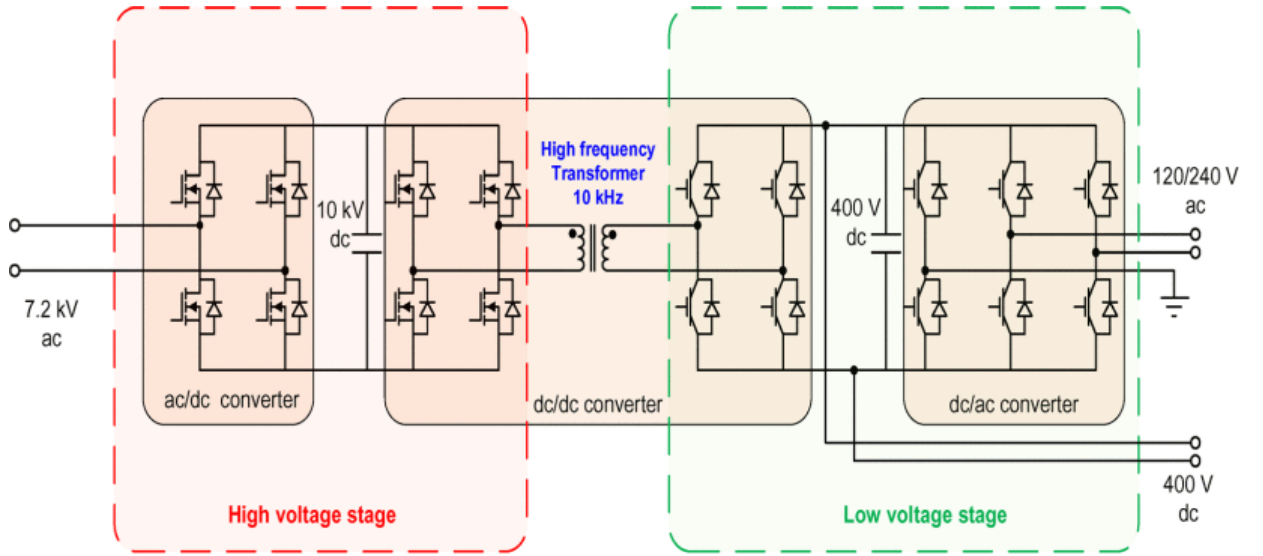 High frequency
Transformer
10 kHz
120/240 V
ac
10 kV
dc
400 V
dc
7.2 kV
ac
ac/dc converter
dc/dc converter
dc/ac converter
400 V
dc
High voltage stage
Low voltage stage